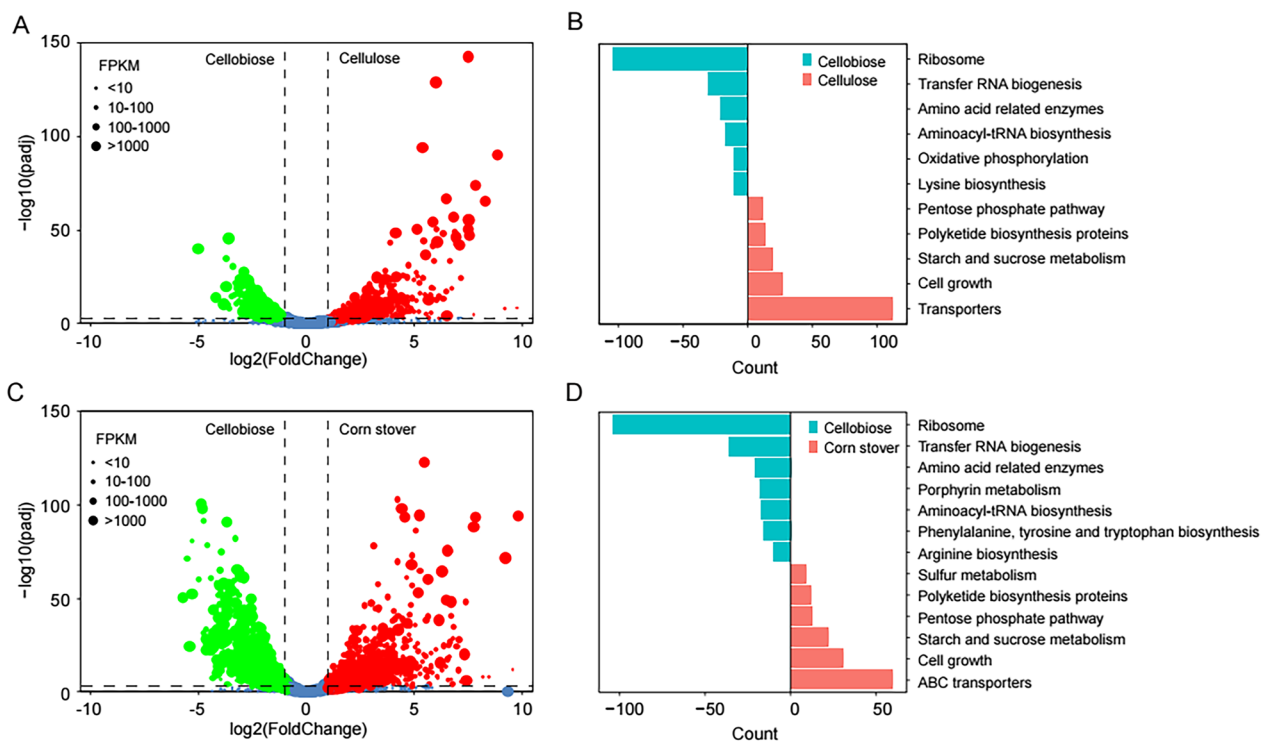 A
150
100
50
0
−log10(padj)
FPKM
<10
10-100
100-1000
>1000
Cellobiose
Cellulose
-10
-5
0
5
10
log2(FoldChange)
B
Cellobiose
Cellulose
Ribosome
Transfer RNA biogenesis
Amino acid related enzymes
Aminoacyl-tRNA biosynthesis
Oxidative phosphorylation
Lysine biosynthesis
Pentose phosphate pathway
Polyketide biosynthesis proteins
Starch and sucrose metabolism
Cell growth
Transporters
−100
−50
0
50
100
Count
C
150
100
50
0
−log10(padj)
FPKM
<10
10-100
100-1000
>1000
Cellobiose
Corn stover
-10
-5
0
5
10
log2(FoldChange)
D
Cellobiose
Corn stover
Ribosome
Transfer RNA biogenesis
Amino acid related enzymes
Porphyrin metabolism
Aminoacyl-tRNA biosynthesis
Phenylalanine, tyrosine and tryptophan biosynthesis
Arginine biosynthesis
Sulfur metabolism
Polyketide biosynthesis proteins
Pentose phosphate pathway
Starch and sucrose metabolism
Cell growth
ABC transporters
−100
−50
0
50
Count